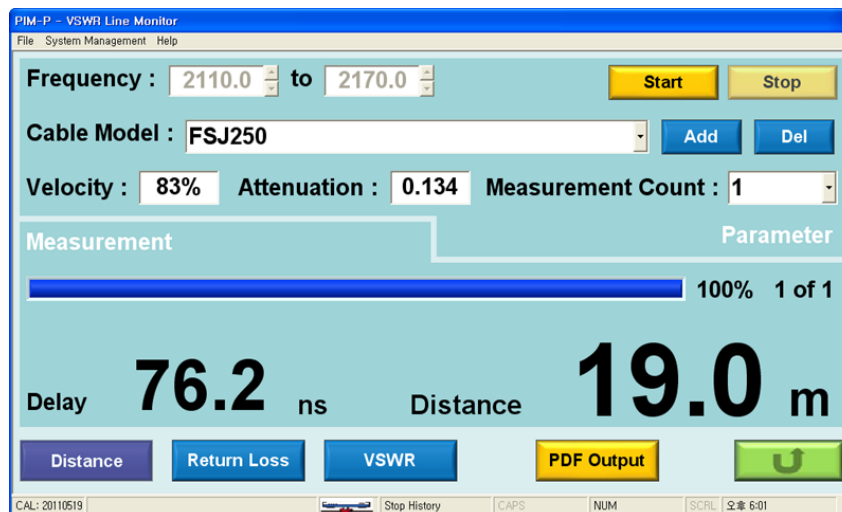 PIM-P - VSWR Line Monitor
File System Management Help
Frequency : 2110.0 to 2170.0 Start Stop
Cable Model : FSJ250 Add Del
Velocity : 83% Attenuation : 0.134 Measurement Count : 1
Measurement Parameter
100% 1 of 1
Delay 76.2 ns Distance 19.0 m
Distance Return Loss VSWR PDF Output
CAL: 20110519 Stop History CAPS NUM SCRL 오후 6:01